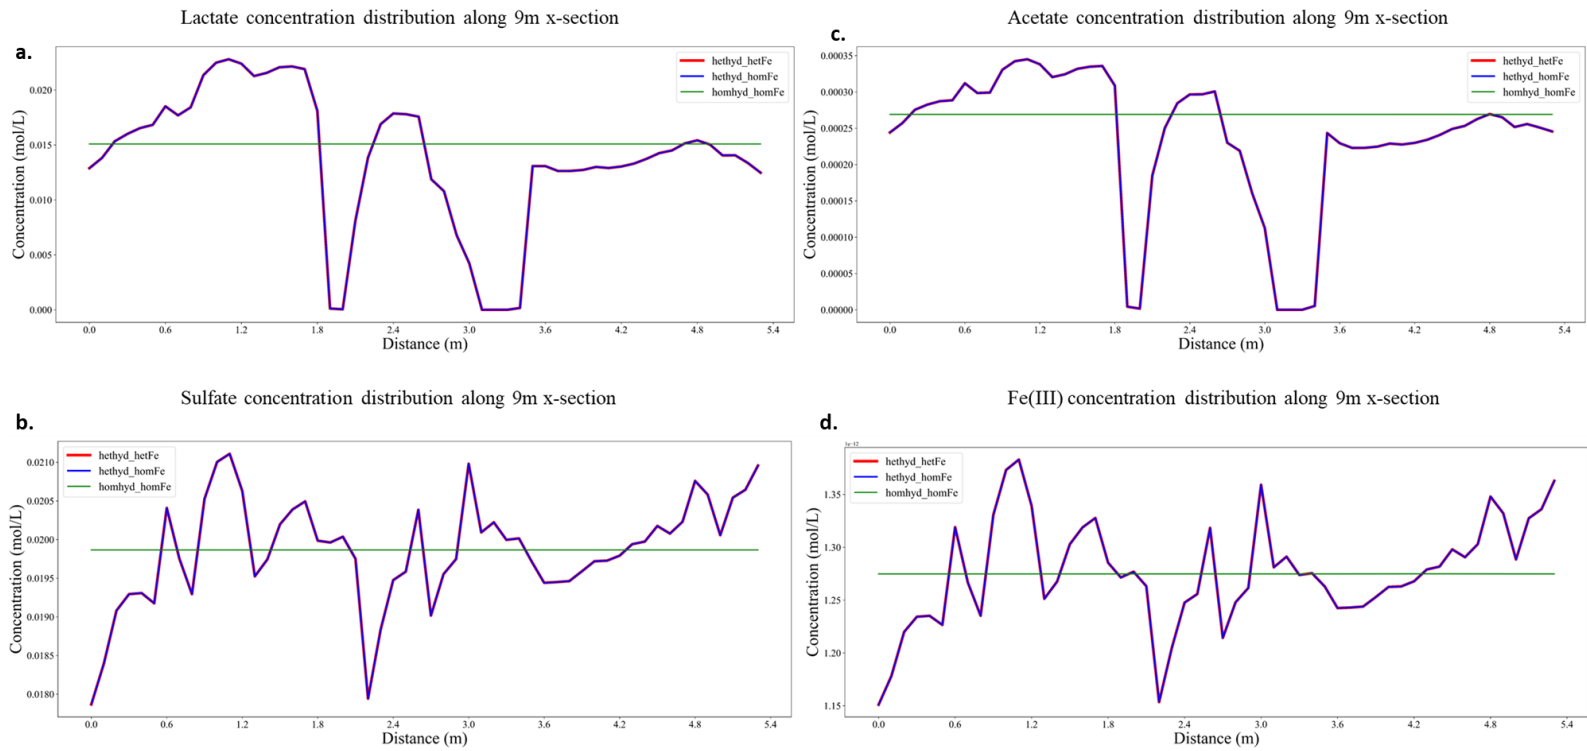 Lactate concentration distribution along 9m x-section
a.
hethyd_hetFe
hethyd_homFe
homhyd_homFe
Concentration (mol/L)
0.020
0.015
0.010
0.005
0.000
0.0 0.6 1.2 1.8 2.4 3.0 3.6 4.2 4.8 5.4
Distance (m)
Acetate concentration distribution along 9m x-section
c.
hethyd_hetFe
hethyd_homFe
homhyd_homFe
Concentration (mol/L)
0.00035
0.00030
0.00025
0.00020
0.00015
0.00010
0.00005
0.00000
0.0 0.6 1.2 1.8 2.4 3.0 3.6 4.2 4.8 5.4
Distance (m)
Sulfate concentration distribution along 9m x-section
b.
hethyd_hetFe
hethyd_homFe
homhyd_homFe
Concentration (mol/L)
0.0210
0.0205
0.0200
0.0195
0.0190
0.0185
0.0180
0.0 0.6 1.2 1.8 2.4 3.0 3.6 4.2 4.8 5.4
Distance (m)
Fe(III) concentration distribution along 9m x-section
d.
1e−12
hethyd_hetFe
hethyd_homFe
homhyd_homFe
Concentration (mol/L)
1.35
1.30
1.25
1.20
1.15
0.0 0.6 1.2 1.8 2.4 3.0 3.6 4.2 4.8 5.4
Distance (m)